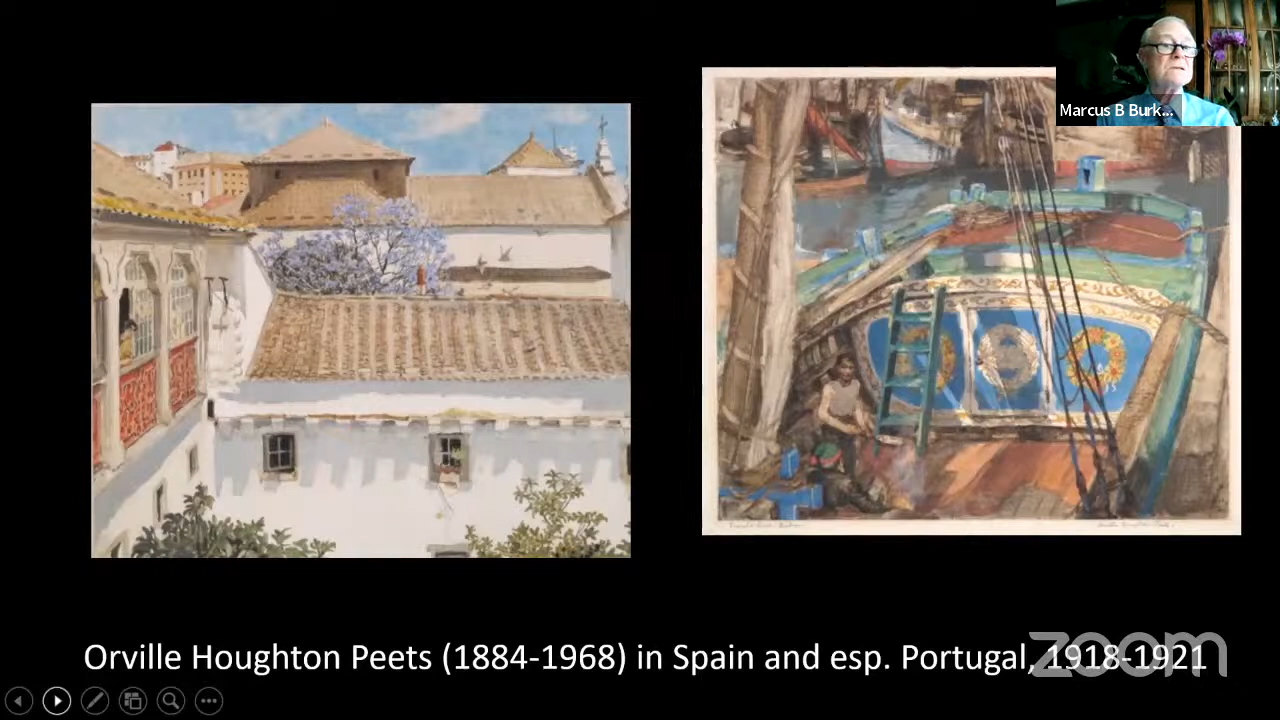 Marcus B Burk...
Orville Houghton Peets (1884-1968) in Spain and esp. Portugal, 1918-1921
zoom